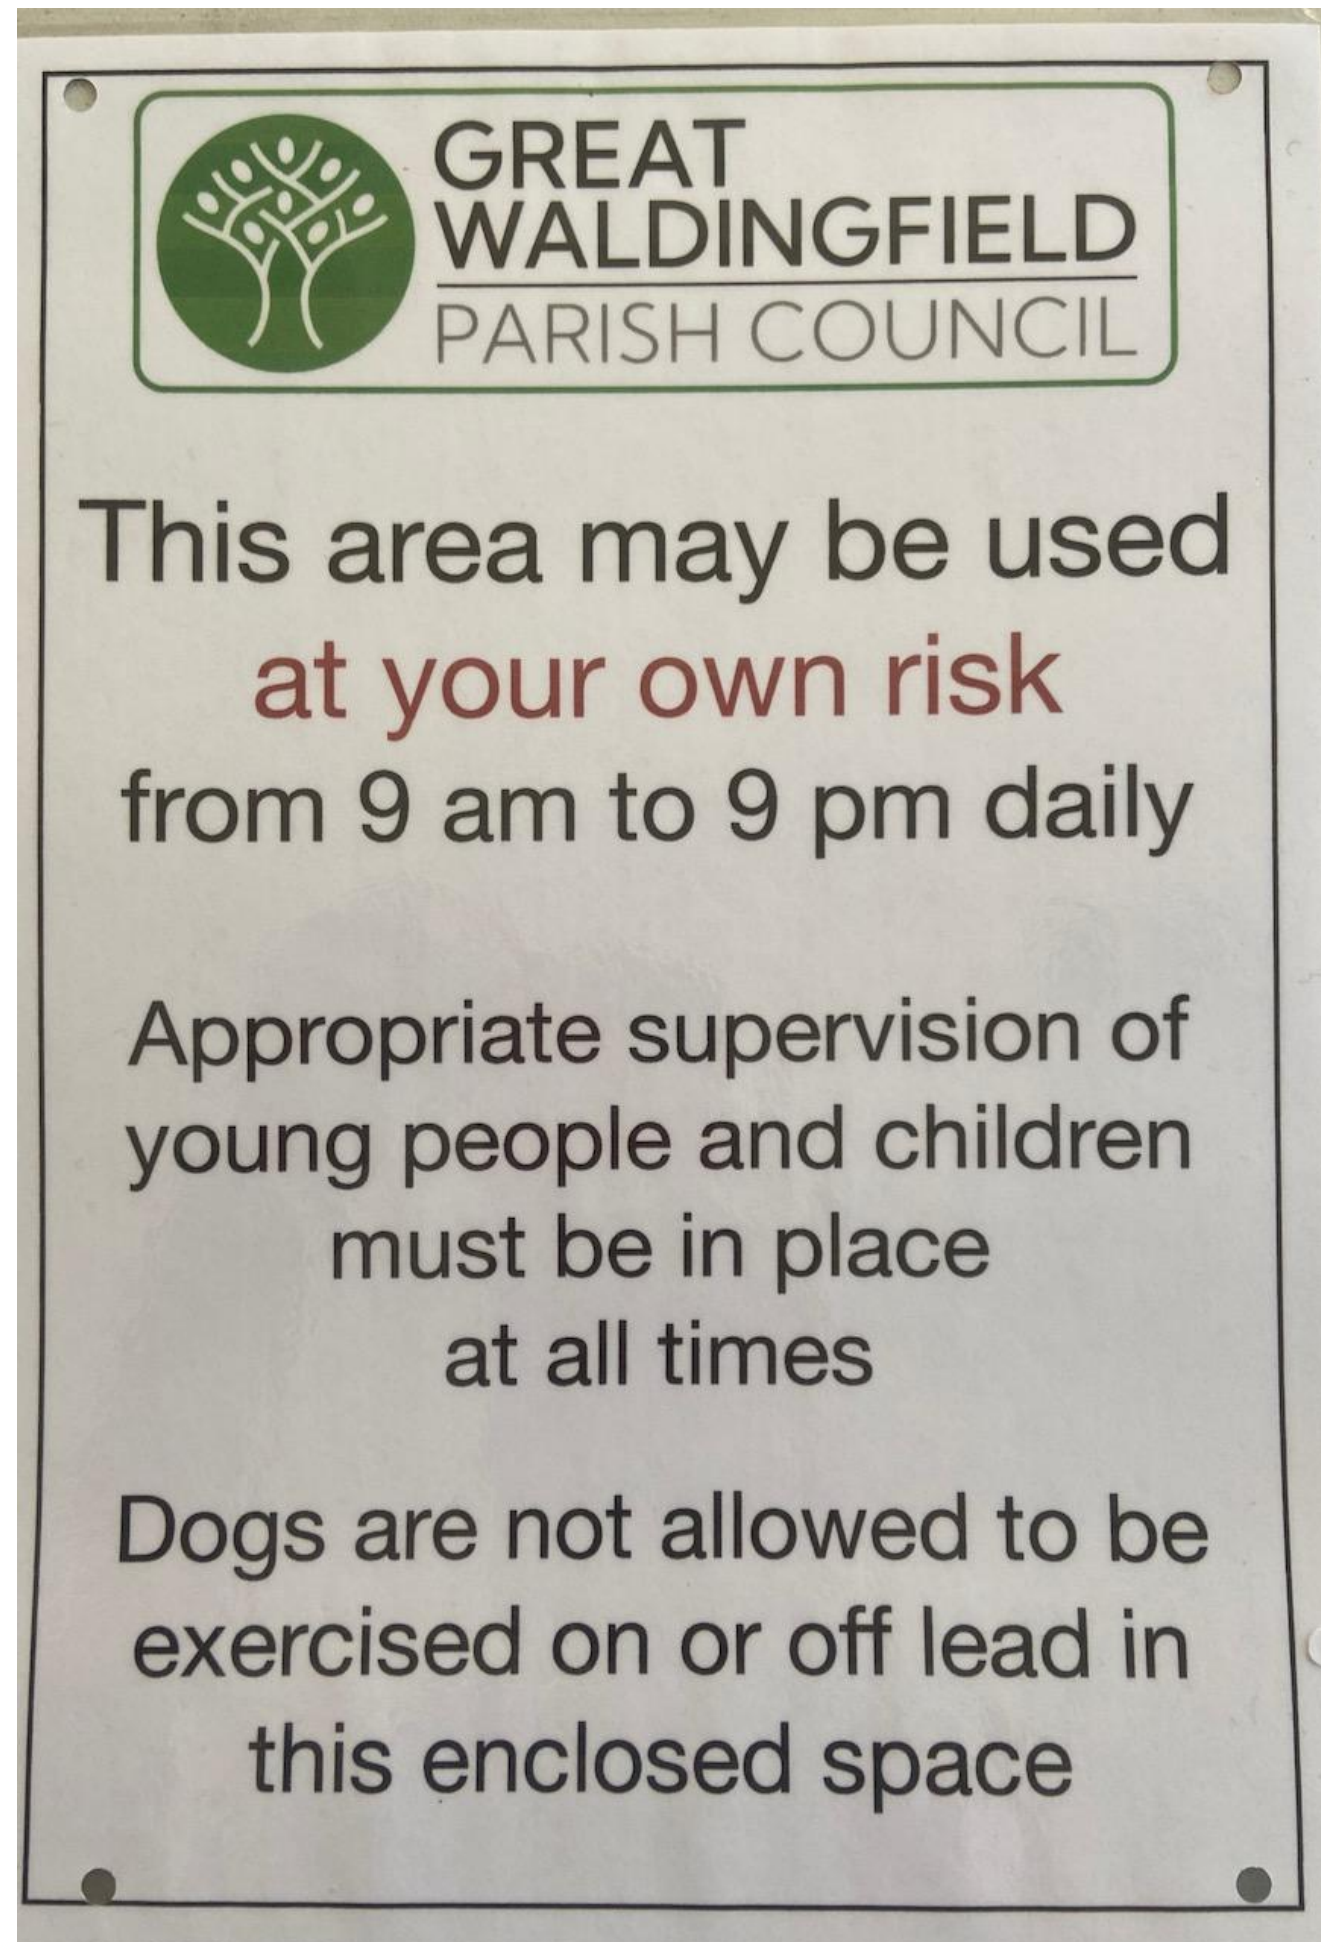 GREAT
WALDINGFIELD
PARISH COUNCIL
This area may be used
at your own risk
from 9 am to 9 pm daily
Appropriate supervision of
young people and children
must be in place
at all times
Dogs are not allowed to be
exercised on or off lead in
this enclosed space